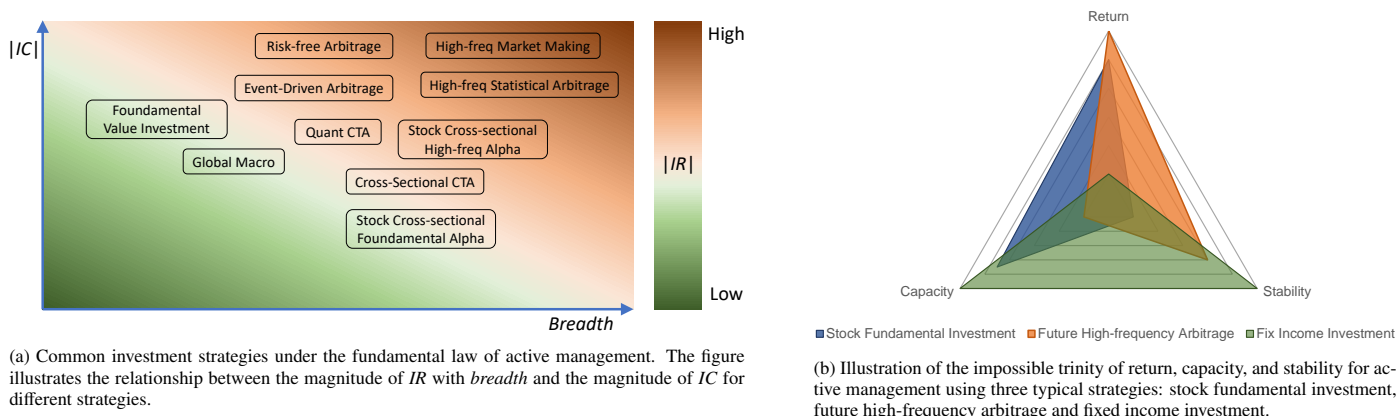 |IC|
Risk-free Arbitrage
High-freq Market Making
Event-Driven Arbitrage
High-freq Statistical Arbitrage
Foundamental
Value Investment
Quant CTA
Stock Cross-sectional
High-freq Alpha
Global Macro
Cross-Sectional CTA
Stock Cross-sectional
Foundamental Alpha
Breadth
High
|IR|
Low
(a) Common investment strategies under the fundamental law of active management. The figure
illustrates the relationship between the magnitude of IR with breadth and the magnitude of IC for
different strategies.
Return
Capacity
Stability
Stock Fundamental Investment
Future High-frequency Arbitrage
Fix Income Investment
(b) Illustration of the impossible trinity of return, capacity, and stability for ac-
tive management using three typical strategies: stock fundamental investment,
future high-frequency arbitrage and fixed income investment.